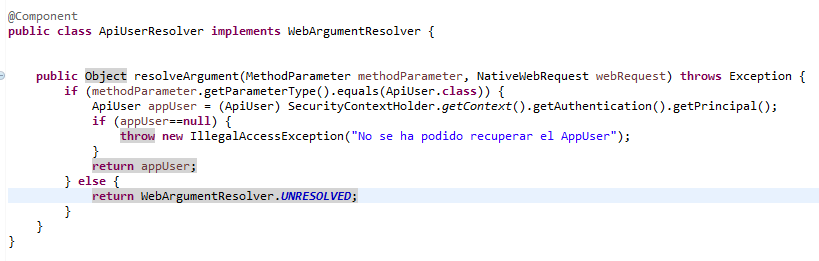 @Component
public class ApiUserResolver implements WebArgumentResolver {
public Object resolveArgument(MethodParameter methodParameter, NativeWebRequest webRequest) throws Exception {
if (methodParameter.getParameterType().equals(ApiUser.class)) {
ApiUser appUser = (ApiUser) SecurityContextHolder.getContext().getAuthentication().getPrincipal();
if (appUser==null) {
throw new IllegalAccessException("No se ha podido recuperar el AppUser");
}
return appUser;
} else {
return WebArgumentResolver.UNRESOLVED;
}
}
}